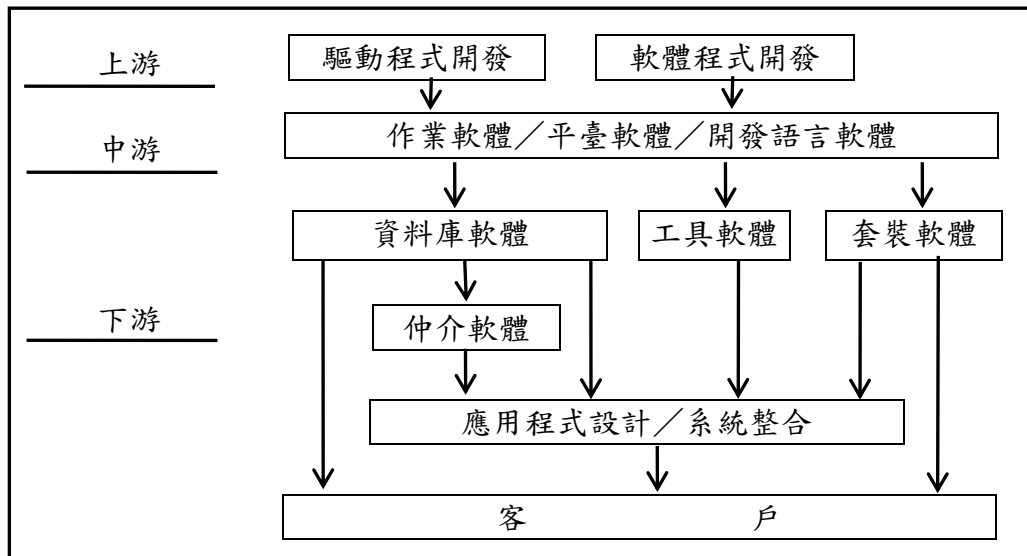 上游
驅動程式開發
軟體程式開發
作業軟體／平臺軟體／開發語言軟體
中游
資料庫軟體
工具軟體
套裝軟體
下游
仲介軟體
應用程式設計／系統整合
客 戶